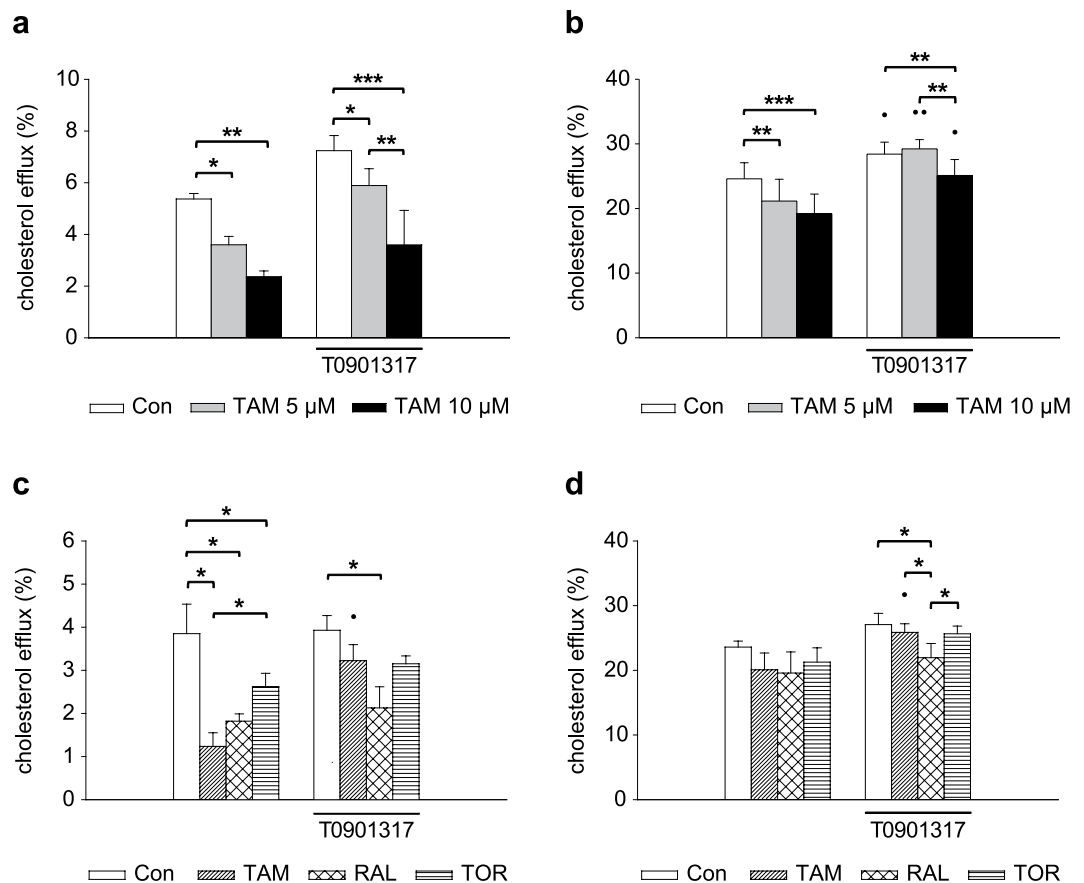 a
10
8
6
4
2
0
cholesterol efflux (%)
*
**
*
***
**
T0901317
Con TAM 5 µM TAM 10 µM
b
40
30
20
10
0
cholesterol efflux (%)
**
***
**
**
• •• •
T0901317
Con TAM 5 µM TAM 10 µM
c
6
5
4
3
2
1
0
cholesterol efflux (%)
*
*
*
*
*
•
T0901317
Con TAM RAL TOR
d
40
30
20
10
0
cholesterol efflux (%)
*
*
*
•
T0901317
Con TAM RAL TOR